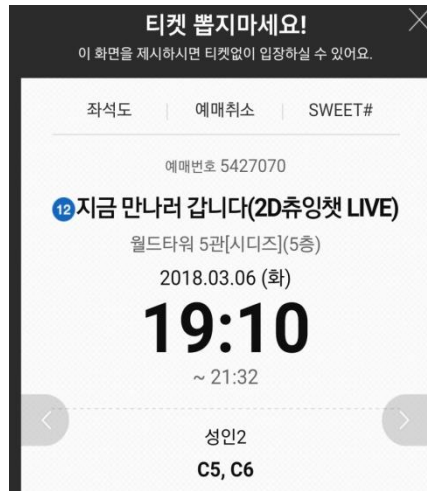 티켓 뽑지마세요!
이 화면을 제시하시면 티켓없이 입장하실 수 있어요.
좌석도 예매취소 SWEET#
예매번호 5427070
12 지금 만나러 갑니다(2D츄잉챗 LIVE)
월드타워 5관[시디즈](5층)
2018.03.06 (화)
19:10
~ 21:32
성인2
C5, C6